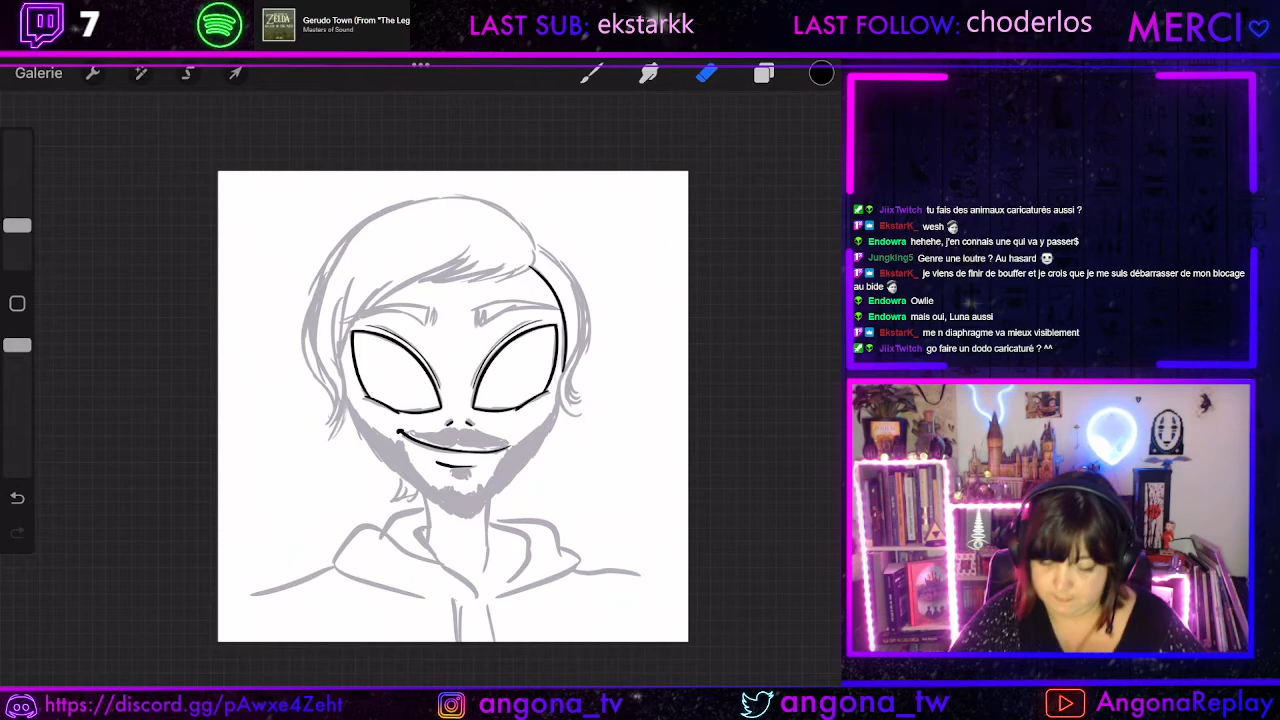 7
Gerudo Town (From "The Leg
Masters of Sound
LAST SUB: ekstarkk
LAST FOLLOW: choderlos
MERCI
Galerie
JiixTwitch tu fais des animaux caricaturés aussi ?
EkstarK_ wesh
Endowra hehehe, j'en connais une qui va y passer$
Jungking5 Genre une loutre ? Au hasard
EkstarK_ je viens de finir de bouffer et je crois que je me suis débarrasser de mon blocage
au bide
Endowra Owlie
Endowra mais oui, Luna aussi
EkstarK_ me n diaphragme va mieux visiblement
JiixTwitch go faire un dodo caricaturé ? ^^
https://discord.gg/pAwxe4Zeht
angona_tv
angona_tw
AngonaReplay